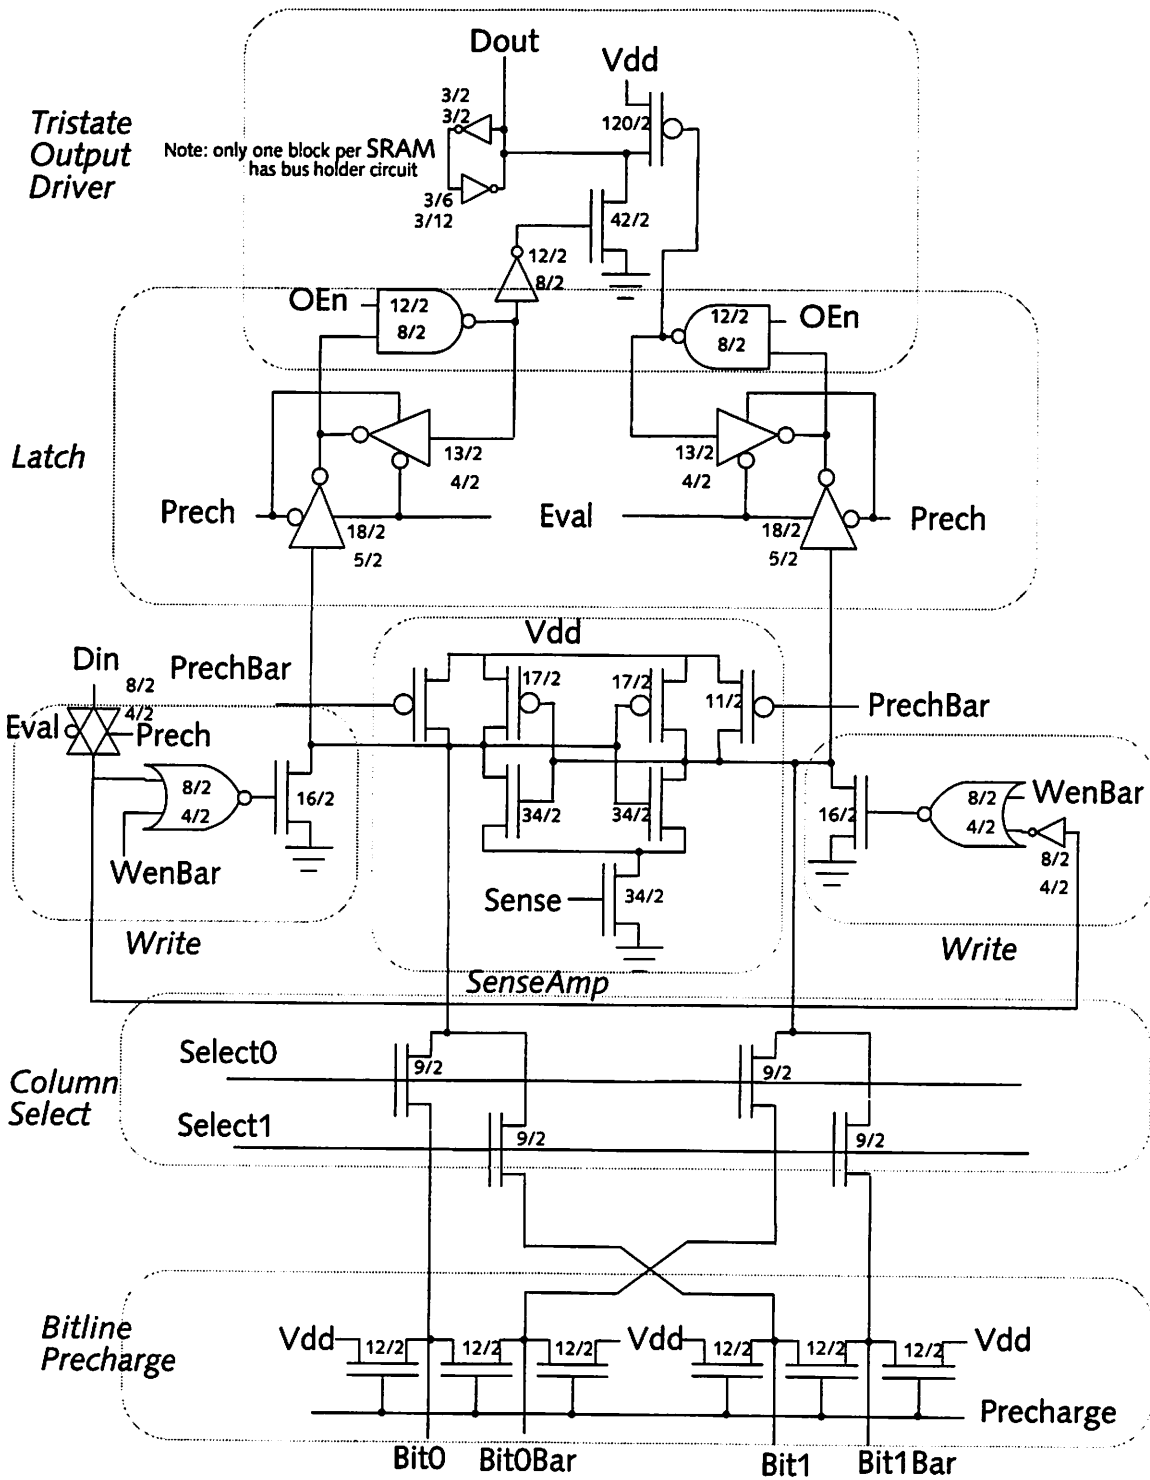 Dout
Vdd
3/2
3/2
120/2
Tristate
Output
Driver
Note: only one block per SRAM
has bus holder circuit
3/6
3/12
42/2
12/2
8/2
OEn
12/2
8/2
12/2
8/2
OEn
Latch
13/2
4/2
13/2
4/2
Prech
18/2
5/2
Eval
18/2
5/2
Prech
Vdd
Din
8/2
4/2
PrechBar
17/2
17/2
11/2
PrechBar
Eval
Prech
8/2
4/2
16/2
34/2
34/2
16/2
8/2
4/2
WenBar
8/2
4/2
WenBar
Sense
34/2
Write
Write
SenseAmp
Column
Select
Select0
9/2
9/2
Select1
9/2
9/2
Bitline
Precharge
Vdd
12/2
12/2
12/2
Vdd
12/2
12/2
12/2
Vdd
Precharge
Bit0
Bit0Bar
Bit1
Bit1Bar